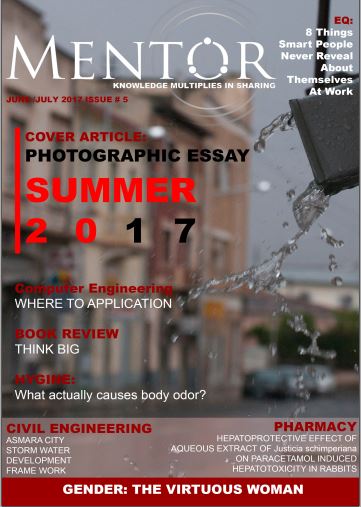 MENTOR
KNOWLEDGE MULTIPLIES IN SHARING
JUNE/JULY 2017 ISSUE # 5
EQ:
8 Things
Smart People
Never Reveal
About
Themselves
At Work
COVER ARTICLE:
PHOTOGRAPHIC ESSAY
SUMMER
2 0 1 7
Computer Engineering
WHERE TO APPLICATION
BOOK REVIEW
THINK BIG
HYGINE:
What actually causes body odor?
CIVIL ENGINEERING
ASMARA CITY
STORM WATER
DEVELOPMENT
FRAME WORK
PHARMACY
HEPATOPROTECTIVE EFFECT OF
AQUEOUS EXTRACT OF Justicia schimperiana
ON PARACETAMOL INDUCED
HEPATOTOXICITY IN RABBITS
GENDER: THE VIRTUOUS WOMAN